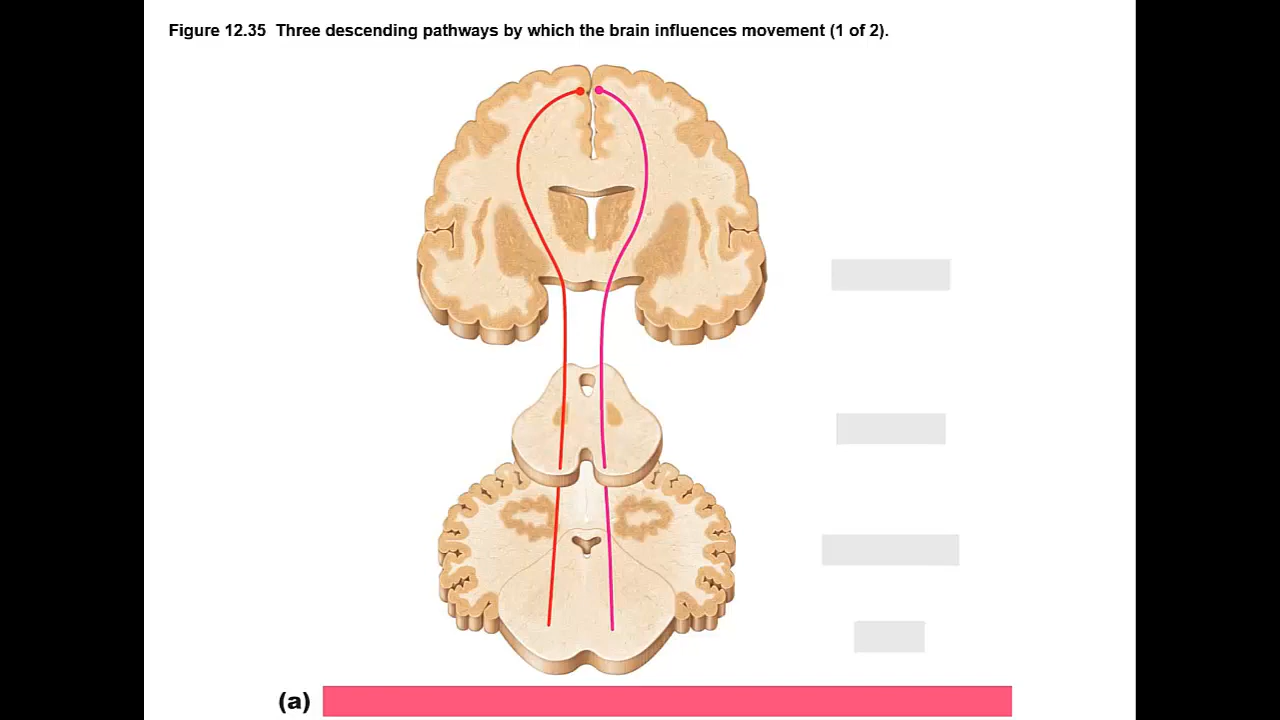 Figure 12.35 Three descending pathways by which the brain influences movement (1 of 2).
(a)